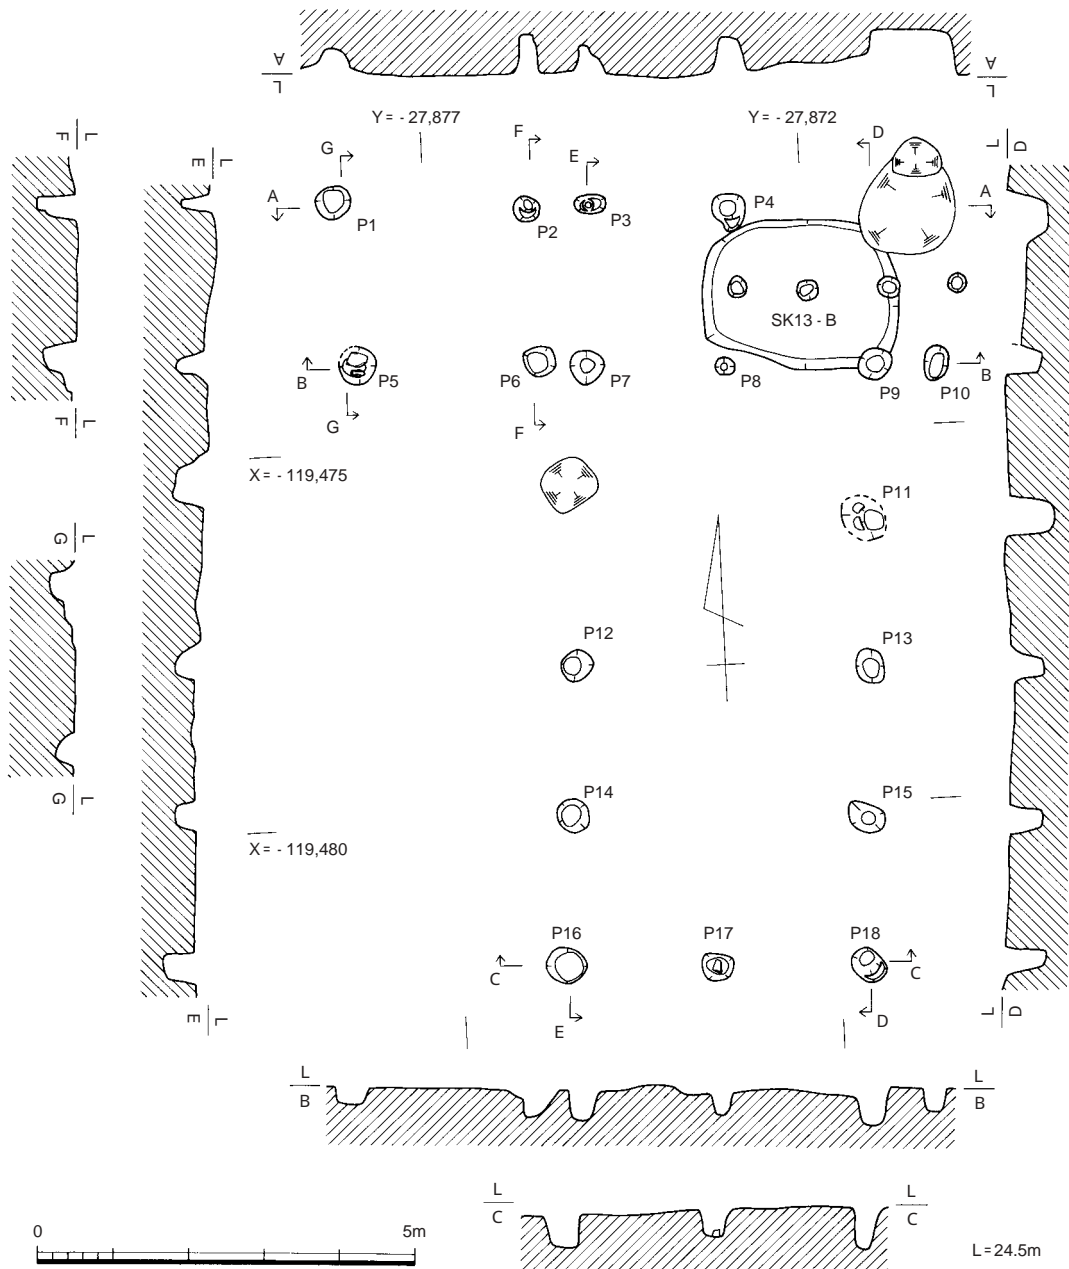 A L
A L
Y = - 27,877
Y = - 27,872
F L
E L
G
F
E
D
L D
A
P1
P2
P3
P4
A
SK13 - B
B
P5
P6
P7
P8
P9
P10
B
F L
G
F
X = - 119,475
P11
G L
P12
P13
G L
P14
P15
X = - 119,480
P16
P17
P18
C
C
E L
E
D
L D
L
B
L
B
L
C
L
C
0
5m
L = 24.5m